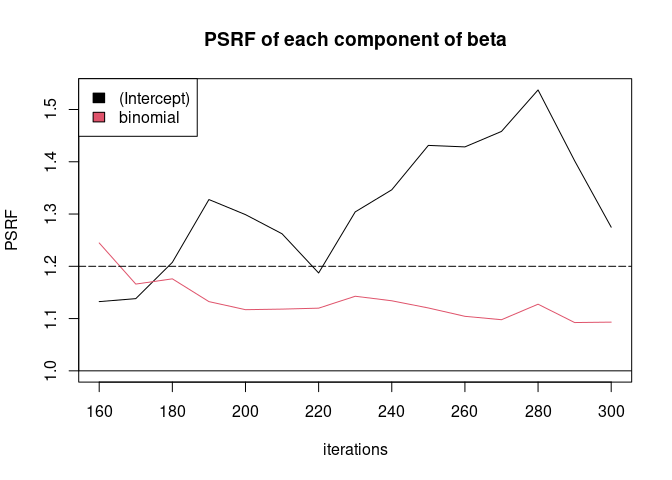 PSRF of each component of beta
(Intercept)
binomial
PSRF
1.5
1.4
1.3
1.2
1.1
1.0
160 180 200 220 240 260 280 300
iterations